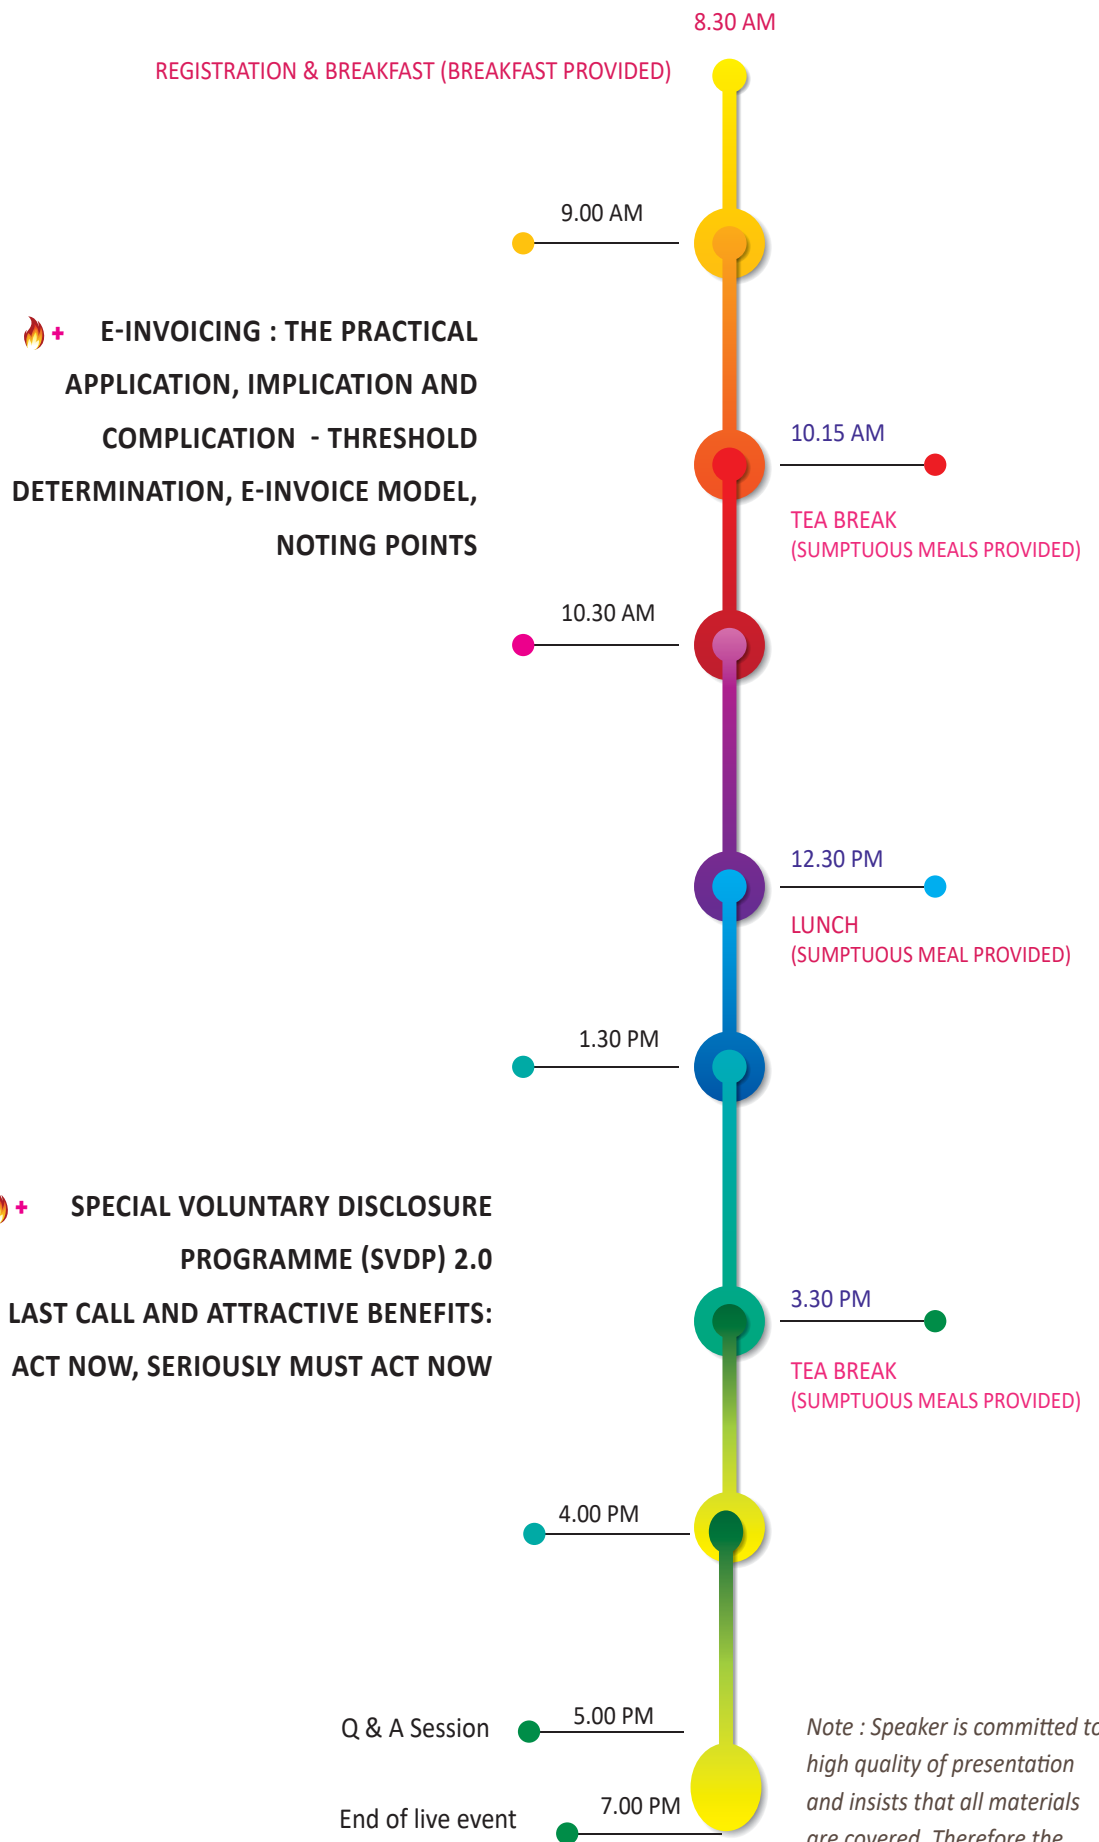 8.30 AM
REGISTRATION & BREAKFAST (BREAKFAST PROVIDED)
9.00 AM
+ E-INVOICING : THE PRACTICAL
APPLICATION, IMPLICATION AND
COMPLICATION - THRESHOLD
DETERMINATION, E-INVOICE MODEL,
NOTING POINTS
10.15 AM
TEA BREAK
(SUMPTUOUS MEALS PROVIDED)
10.30 AM
12.30 PM
LUNCH
(SUMPTUOUS MEAL PROVIDED)
1.30 PM
+ SPECIAL VOLUNTARY DISCLOSURE
PROGRAMME (SVDP) 2.0
LAST CALL AND ATTRACTIVE BENEFITS:
ACT NOW, SERIOUSLY MUST ACT NOW
3.30 PM
TEA BREAK
(SUMPTUOUS MEALS PROVIDED)
4.00 PM
Q & A Session
5.00 PM
End of live event
7.00 PM
Note : Speaker is committed to
high quality of presentation
and insists that all materials
are covered. Therefore the